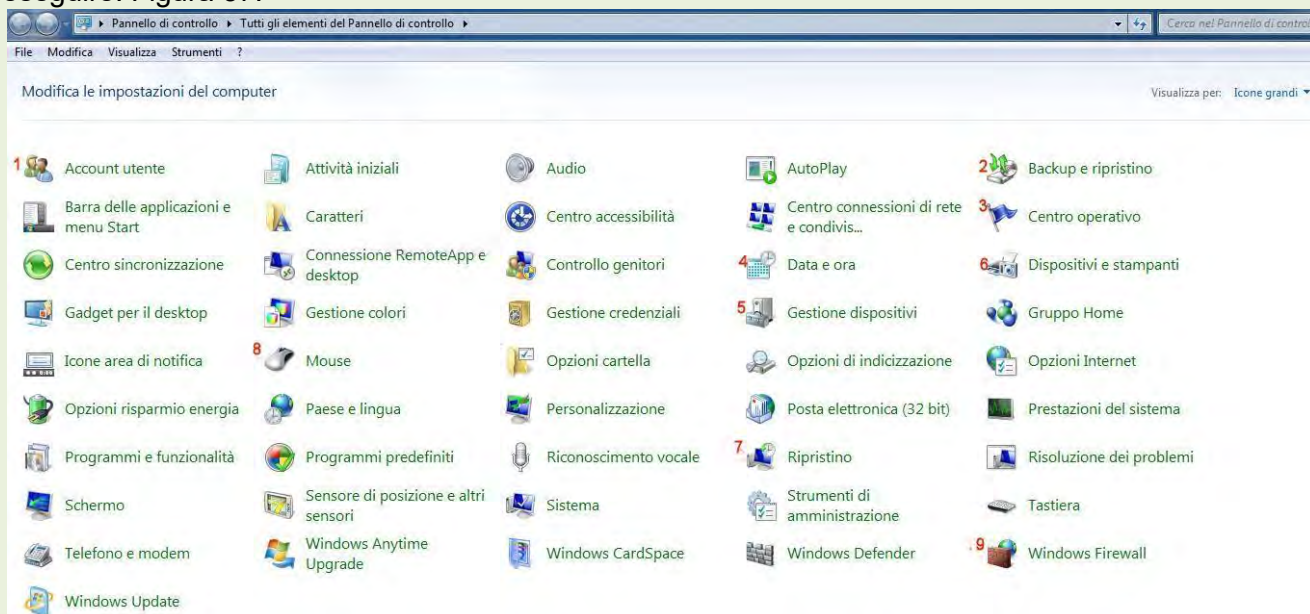 Pannello di controllo ▸ Tutti gli elementi del Pannello di controllo ▸
Cerca nel Pannello di control
File Modifica Visualizza Strumenti ?
Modifica le impostazioni del computer
Visualizza per: Icone grandi
1 Account utente
Attività iniziali
Audio
AutoPlay
2 Backup e ripristino
Barra delle applicazioni e
menu Start
Caratteri
Centro accessibilità
Centro connessioni di rete
e condivis...
3 Centro operativo
Centro sincronizzazione
Connessione RemoteApp e
desktop
Controllo genitori
4 Data e ora
6 Dispositivi e stampanti
Gadget per il desktop
Gestione colori
Gestione credenziali
5 Gestione dispositivi
Gruppo Home
Icone area di notifica
8 Mouse
Opzioni cartella
Opzioni di indicizzazione
Opzioni Internet
Opzioni risparmio energia
Paese e lingua
Personalizzazione
Posta elettronica (32 bit)
Prestazioni del sistema
Programmi e funzionalità
Programmi predefiniti
Riconoscimento vocale
7 Ripristino
Risoluzione dei problemi
Schermo
Sensore di posizione e altri
sensori
Sistema
Strumenti di
amministrazione
Tastiera
Telefono e modem
Windows Anytime
Upgrade
Windows CardSpace
Windows Defender
9 Windows Firewall
Windows Update